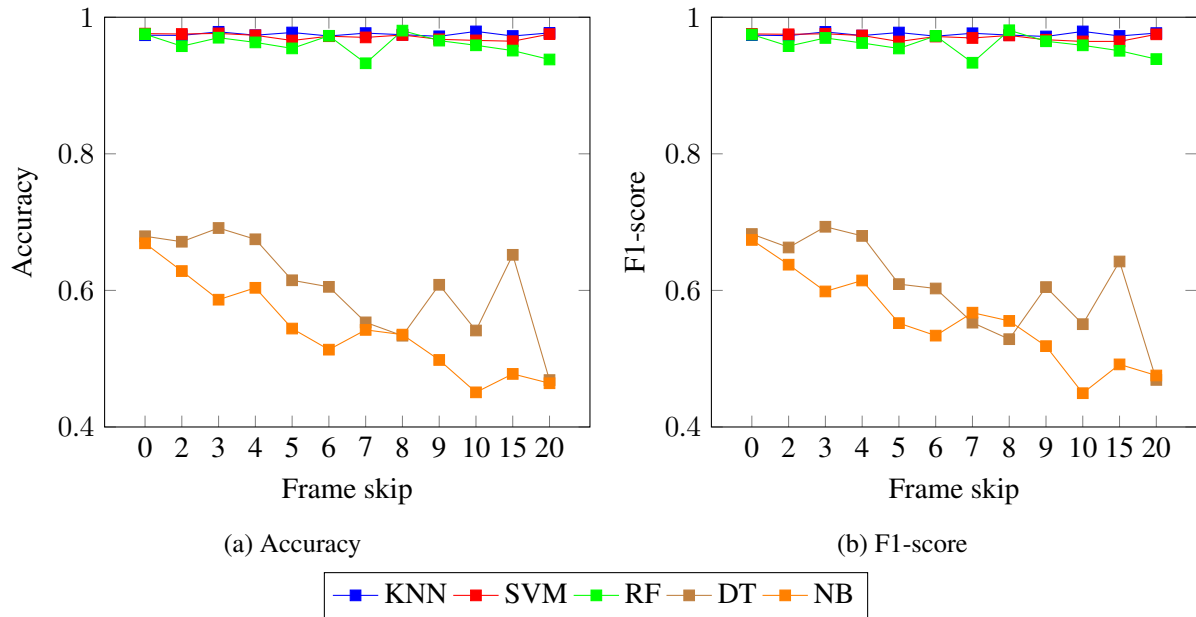 1
0.8
0.6
0.4
Accuracy
0 2 3 4 5 6 7 8 9 10 15 20
Frame skip
(a) Accuracy
1
0.8
0.6
0.4
F1-score
0 2 3 4 5 6 7 8 9 10 15 20
Frame skip
(b) F1-score
KNN SVM RF DT NB